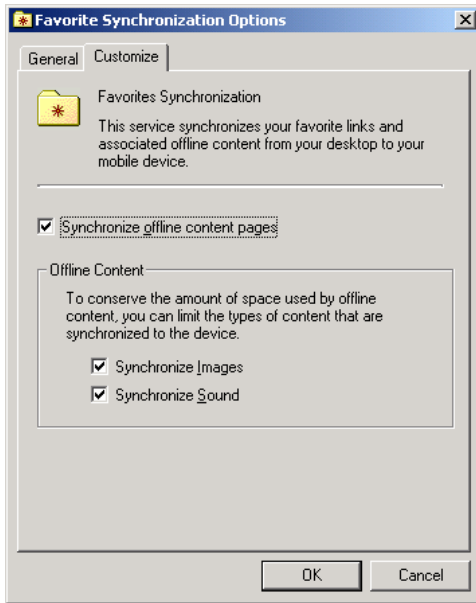 Favorite Synchronization Options
General
Customize
Favorites Synchronization
This service synchronizes your favorite links and
associated offline content from your desktop to your
mobile device.
Synchronize offline content pages
Offline Content
To conserve the amount of space used by offline
content, you can limit the types of content that are
synchronized to the device.
Synchronize Images
Synchronize Sound
OK
Cancel